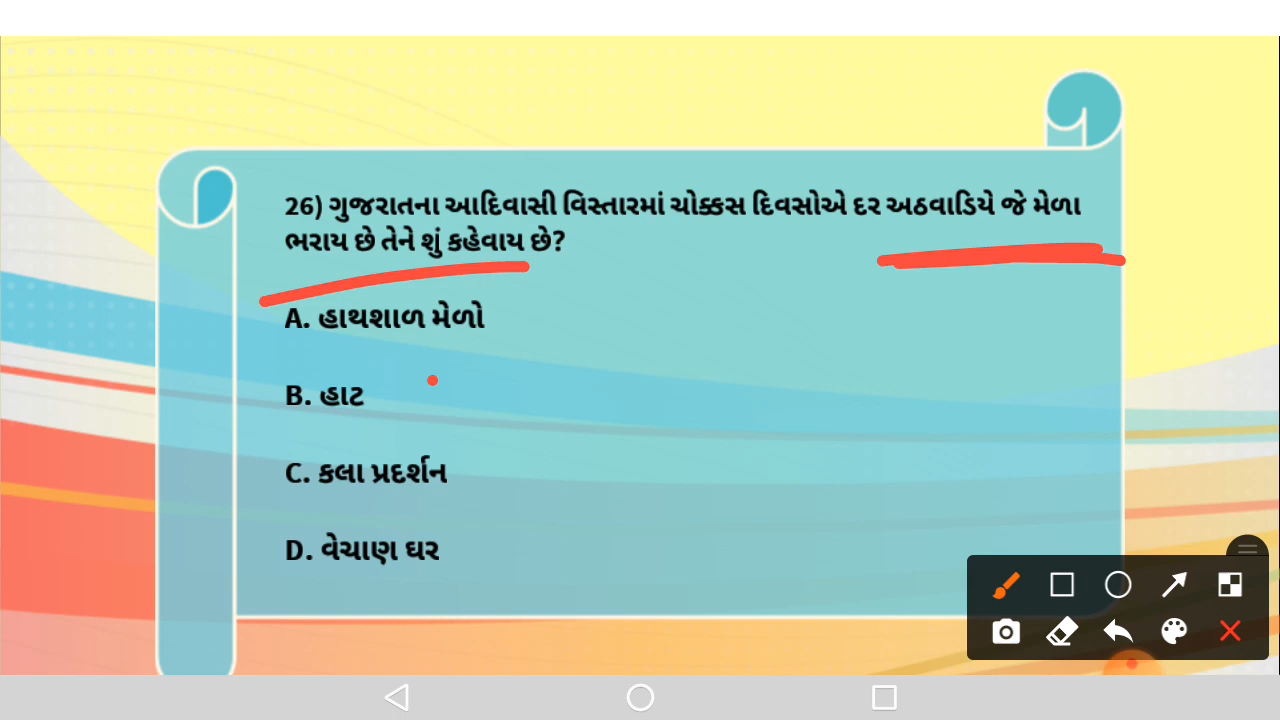 26) ગુજરાતના આદિવાસી વિસ્તારમાં ચોક્કસ દિવસોએ દર અઠવાડિયે જે મેળા
ભરાય છે તેને શું કહેવાય છે?
A. હાથશાળ મેળો
B. હાટ
C. કલા પ્રદર્શન
D. વેચાણ ઘર